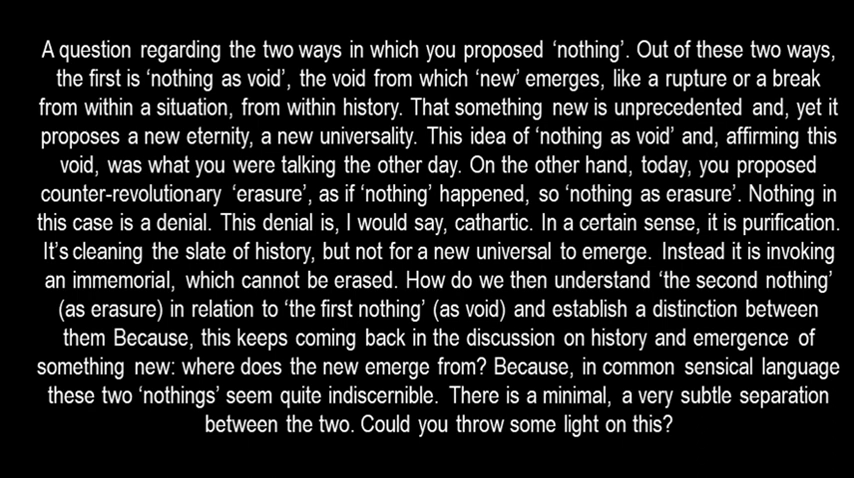 A question regarding the two ways in which you proposed ‘nothing’. Out of these two ways,
the first is ‘nothing as void’, the void from which ‘new’ emerges, like a rupture or a break
from within a situation, from within history. That something new is unprecedented and, yet it
proposes a new eternity, a new universality. This idea of ‘nothing as void’ and, affirming this
void, was what you were talking the other day. On the other hand, today, you proposed
counter-revolutionary ‘erasure’, as if ‘nothing’ happened, so ‘nothing as erasure’. Nothing in
this case is a denial. This denial is, I would say, cathartic. In a certain sense, it is purification.
It’s cleaning the slate of history, but not for a new universal to emerge. Instead it is invoking
an immemorial, which cannot be erased. How do we then understand ‘the second nothing’
(as erasure) in relation to ‘the first nothing’ (as void) and establish a distinction between
them Because, this keeps coming back in the discussion on history and emergence of
something new: where does the new emerge from? Because, in common sensical language
these two ‘nothings’ seem quite indiscernible. There is a minimal, a very subtle separation
between the two. Could you throw some light on this?